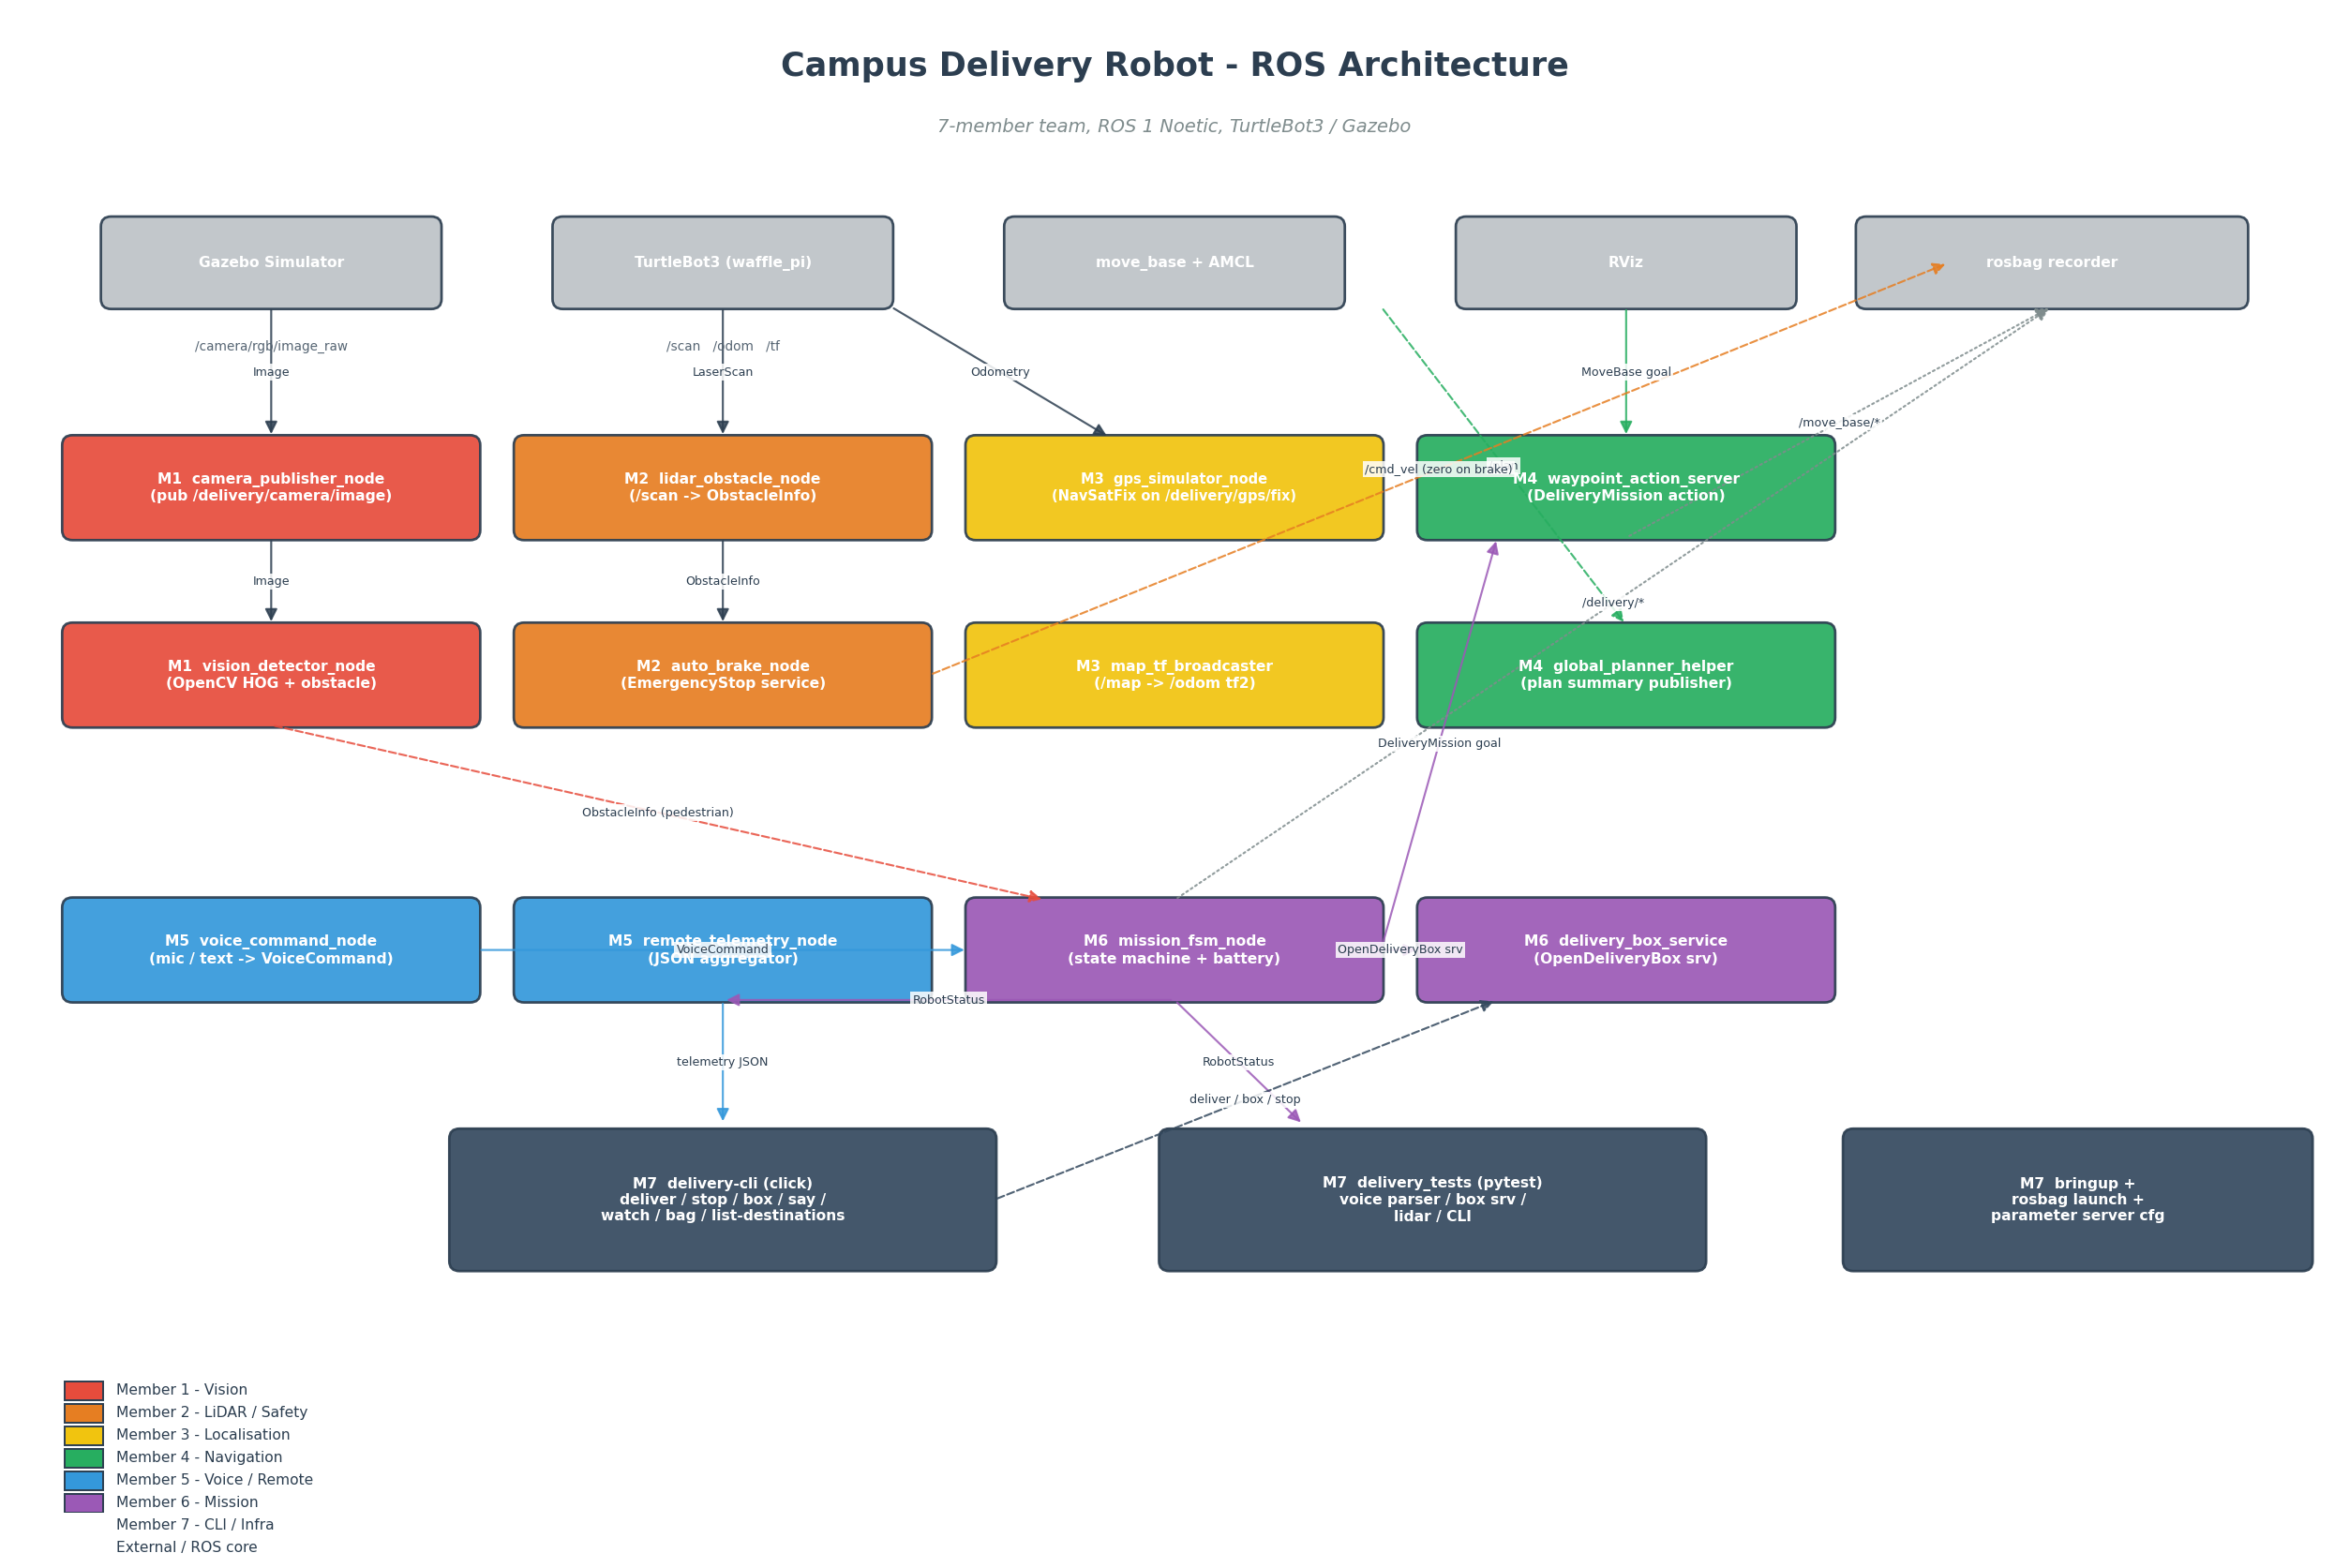 Campus Delivery Robot - ROS Architecture
7-member team, ROS 1 Noetic, TurtleBot3 / Gazebo
Gazebo Simulator
TurtleBot3 (waffle_pi)
move_base + AMCL
RViz
rosbag recorder
/camera/rgb/image_raw
/scan /odom /tf
Image
LaserScan
Odometry
MoveBase goal
/move_base/*
/cmd_vel (zero on brake)
M1 camera_publisher_node
(pub /delivery/camera/image)
M2 lidar_obstacle_node
(/scan -> ObstacleInfo)
M3 gps_simulator_node
(NavSatFix on /delivery/gps/fix)
M4 waypoint_action_server
(DeliveryMission action)
Image
ObstacleInfo
/delivery/*
M1 vision_detector_node
(OpenCV HOG + obstacle)
M2 auto_brake_node
(EmergencyStop service)
M3 map_tf_broadcaster
(/map -> /odom tf2)
M4 global_planner_helper
(plan summary publisher)
DeliveryMission goal
ObstacleInfo (pedestrian)
M5 voice_command_node
(mic / text -> VoiceCommand)
M5 remote_telemetry_node
(JSON aggregator)
VoiceCommand
M6 mission_fsm_node
(state machine + battery)
OpenDeliveryBox srv
M6 delivery_box_service
(OpenDeliveryBox srv)
RobotStatus
telemetry JSON
RobotStatus
deliver / box / stop
M7 delivery-cli (click)
deliver / stop / box / say /
watch / bag / list-destinations
M7 delivery_tests (pytest)
voice parser / box srv /
lidar / CLI
M7 bringup +
rosbag launch +
parameter server cfg
Member 1 - Vision
Member 2 - LiDAR / Safety
Member 3 - Localisation
Member 4 - Navigation
Member 5 - Voice / Remote
Member 6 - Mission
Member 7 - CLI / Infra
External / ROS core